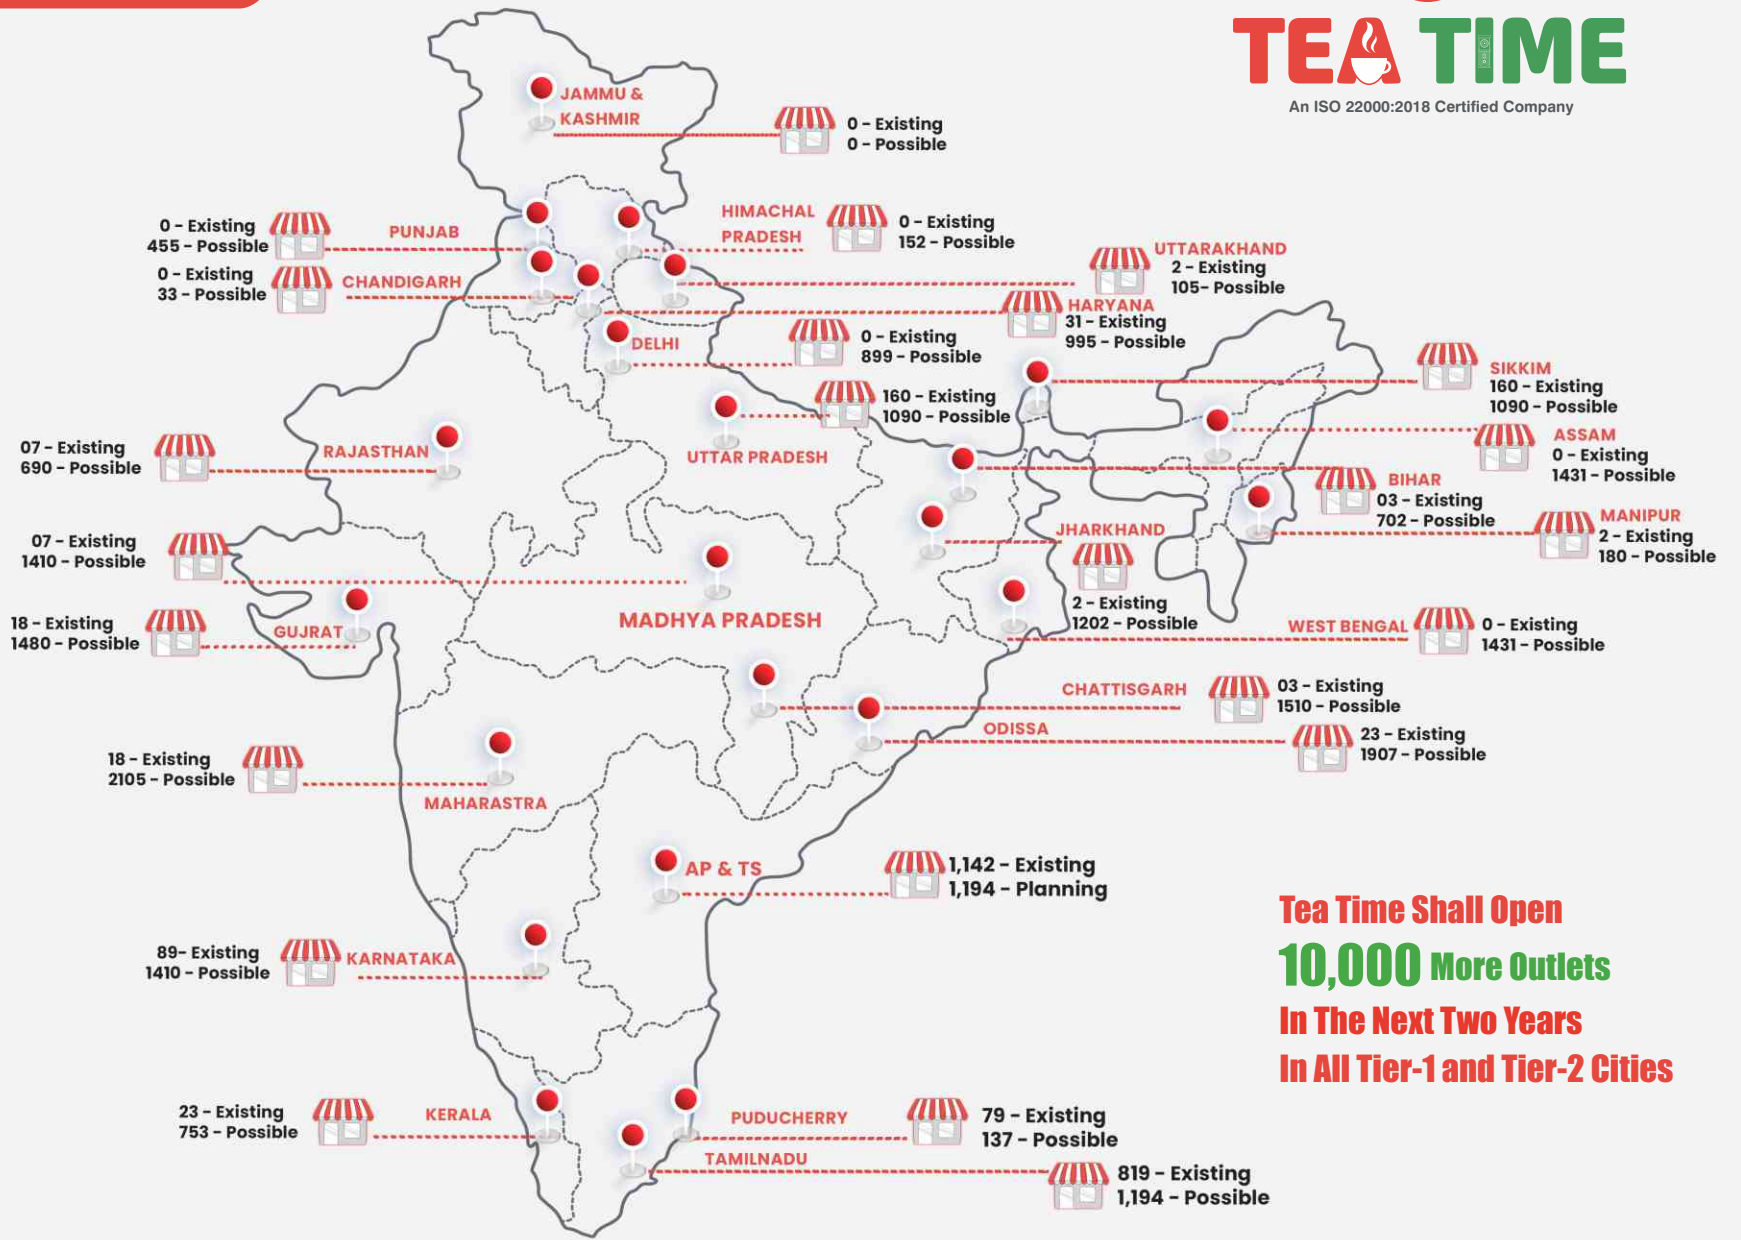 TEA TIME
An ISO 22000:2018 Certified Company
JAMMU &
KASHMIR
0 - Existing
0 - Possible
0 - Existing
455 - Possible
PUNJAB
HIMACHAL
PRADESH
0 - Existing
152 - Possible
0 - Existing
33 - Possible
CHANDIGARH
UTTARAKHAND
2 - Existing
105- Possible
HARYANA
31 - Existing
995 - Possible
DELHI
0 - Existing
899 - Possible
SIKKIM
160 - Existing
1090 - Possible
160 - Existing
1090 - Possible
UTTAR PRADESH
ASSAM
0 - Existing
1431 - Possible
07 - Existing
690 - Possible
RAJASTHAN
BIHAR
03 - Existing
702 - Possible
MANIPUR
2 - Existing
180 - Possible
JHARKHAND
2 - Existing
1202 - Possible
07 - Existing
1410 - Possible
MADHYA PRADESH
18 - Existing
1480 - Possible
GUJRAT
WEST BENGAL
0 - Existing
1431 - Possible
CHATTISGARH
03 - Existing
1510 - Possible
ODISSA
23 - Existing
1907 - Possible
18 - Existing
2105 - Possible
MAHARASTRA
AP & TS
1,142 - Existing
1,194 - Planning
89- Existing
1410 - Possible
KARNATAKA
Tea Time Shall Open
10,000 More Outlets
In The Next Two Years
In All Tier-1 and Tier-2 Cities
23 - Existing
753 - Possible
KERALA
PUDUCHERRY
79 - Existing
137 - Possible
TAMILNADU
819 - Existing
1,194 - Possible